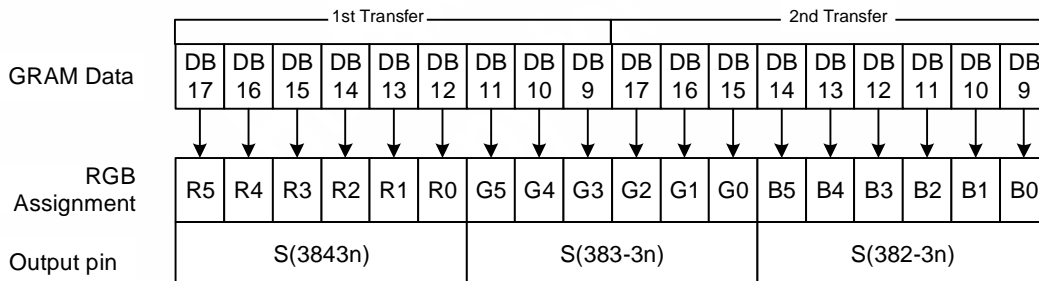 1st Transfer 2nd Transfer
GRAM Data DB 17 DB 16 DB 15 DB 14 DB 13 DB 12 DB 11 DB 10 DB 9 DB 17 DB 16 DB 15 DB 14 DB 13 DB 12 DB 11 DB 10 DB 9
RGB Assignment R5 R4 R3 R2 R1 R0 G5 G4 G3 G2 G1 G0 B5 B4 B3 B2 B1 B0
Output pin S(3843n) S(383-3n) S(382-3n)